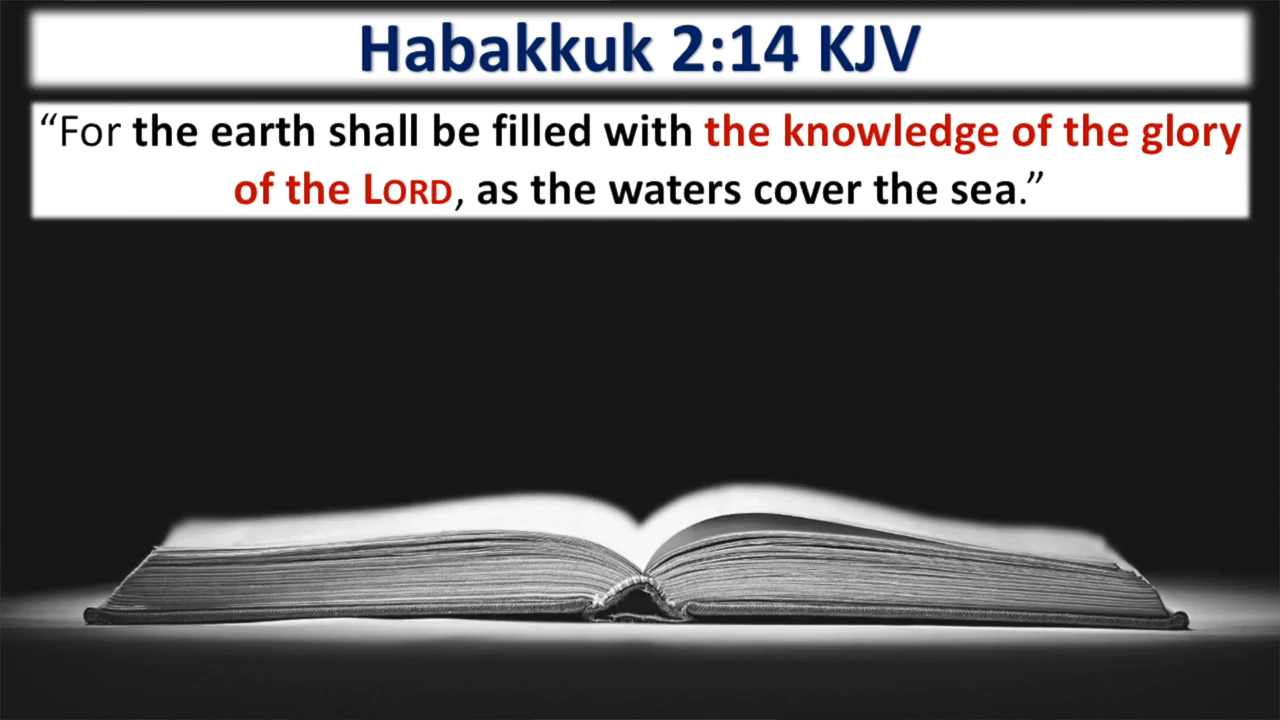 Habakkuk 2:14 KJV
“For the earth shall be filled with the knowledge of the glory
of the LORD, as the waters cover the sea.”